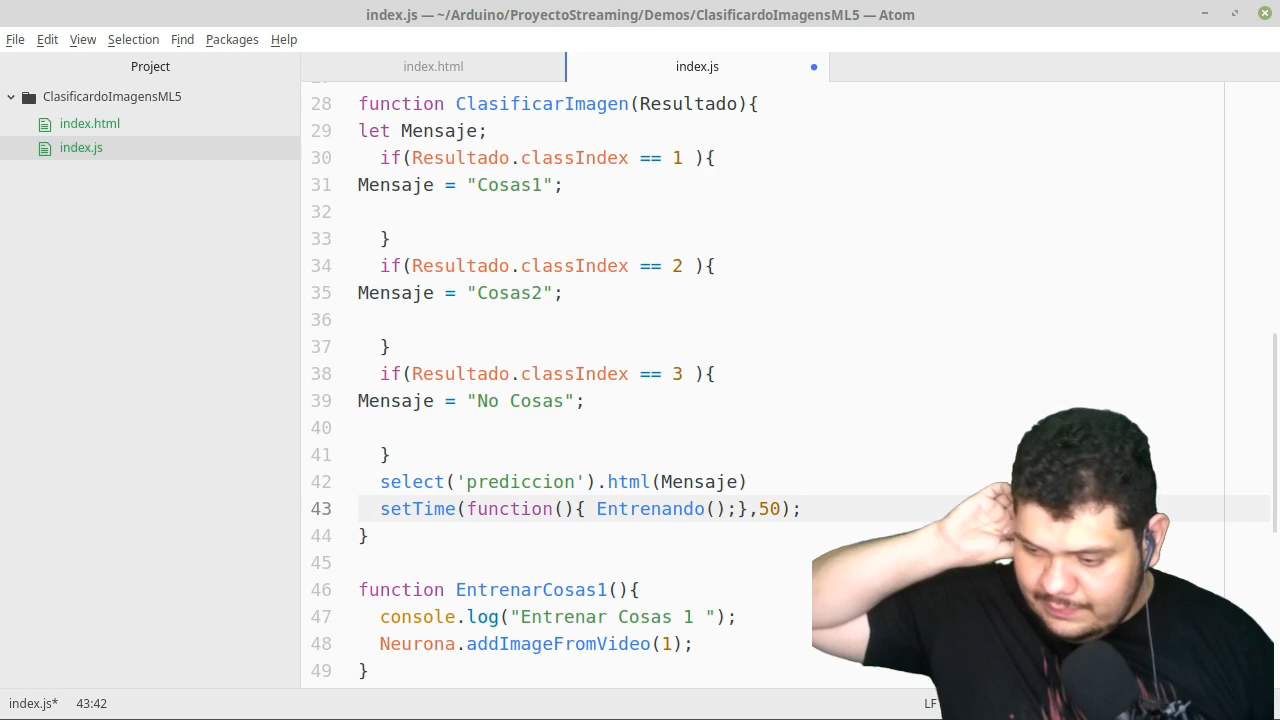 index.js — ~/Arduino/ProyectoStreaming/Demos/ClasificardoImagensML5 — Atom
File Edit View Selection Find Packages Help
Project
index.html
index.js
ClasificardoImagensML5
index.html
index.js
28 function ClasificarImagen(Resultado){
29 let Mensaje;
30 if(Resultado.classIndex == 1 ){
31 Mensaje = "Cosas1";
32
33 }
34 if(Resultado.classIndex == 2 ){
35 Mensaje = "Cosas2";
36
37 }
38 if(Resultado.classIndex == 3 ){
39 Mensaje = "No Cosas";
40
41 }
42 select('prediccion').html(Mensaje)
43 setTime(function(){ Entrenando();},50);
44 }
45
46 function EntrenarCosas1(){
47 console.log("Entrenar Cosas 1 ");
48 Neurona.addImageFromVideo(1);
49 }
index.js* 43:42
LF